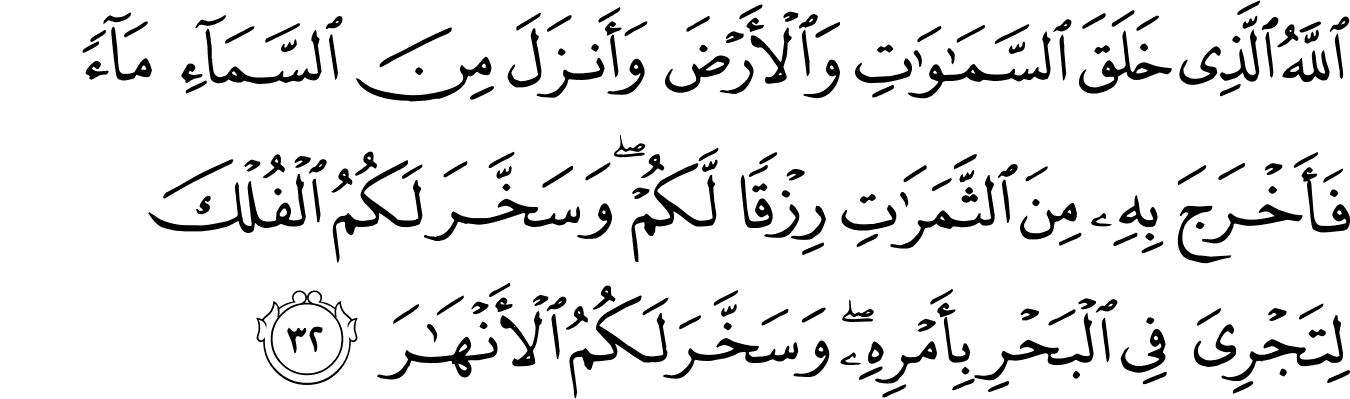 ٱللَّهُ ٱلَّذِى خَلَقَ ٱلسَّمَـٰوَٰتِ وَٱلْأَرْضَ وَأَنزَلَ مِنَ ٱلسَّمَآءِ مَآءً
فَأَخْرَجَ بِهِۦ مِنَ ٱلثَّمَرَٰتِ رِزْقًا لَّكُمْ ۖ وَسَخَّرَ لَكُمُ ٱلْفُلْكَ
لِتَجْرِىَ فِى ٱلْبَحْرِ بِأَمْرِهِۦ ۖ وَسَخَّرَ لَكُمُ ٱلْأَنْهَـٰرَ ٣٢